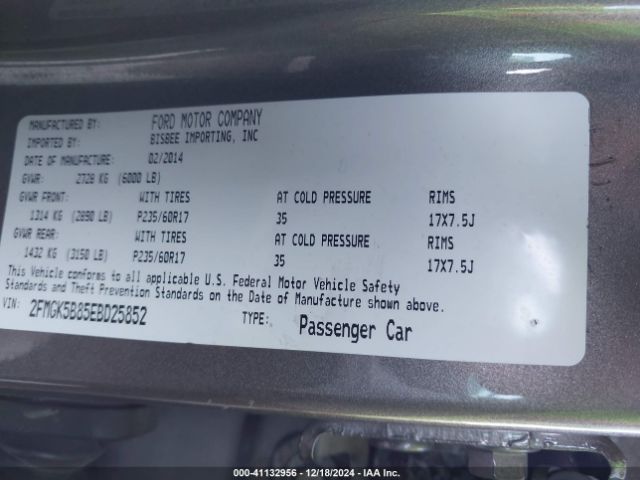 MANUFACTURED BY: FORD MOTOR COMPANY
IMPORTED BY: BISBEE IMPORTING, INC
DATE OF MANUFACTURE: 02/2014
GVWR: 2728 KG (6000 LB)
GVWR FRONT: WITH TIRES AT COLD PRESSURE RIMS
1314 KG (2890 LB) P235/60R17 35 17X7.5J
GVWR REAR: WITH TIRES AT COLD PRESSURE RIMS
1432 KG (3150 LB) P235/60R17 35 17X7.5J
This Vehicle conforms to all applicable U.S. Federal Motor Vehicle Safety
Standards and Theft Prevention Standards on the Date of Manufacture shown above.
VIN: 2FMGK5B85EBD25852 TYPE: Passenger Car
000-41132956 - 12/18/2024 - IAA Inc.